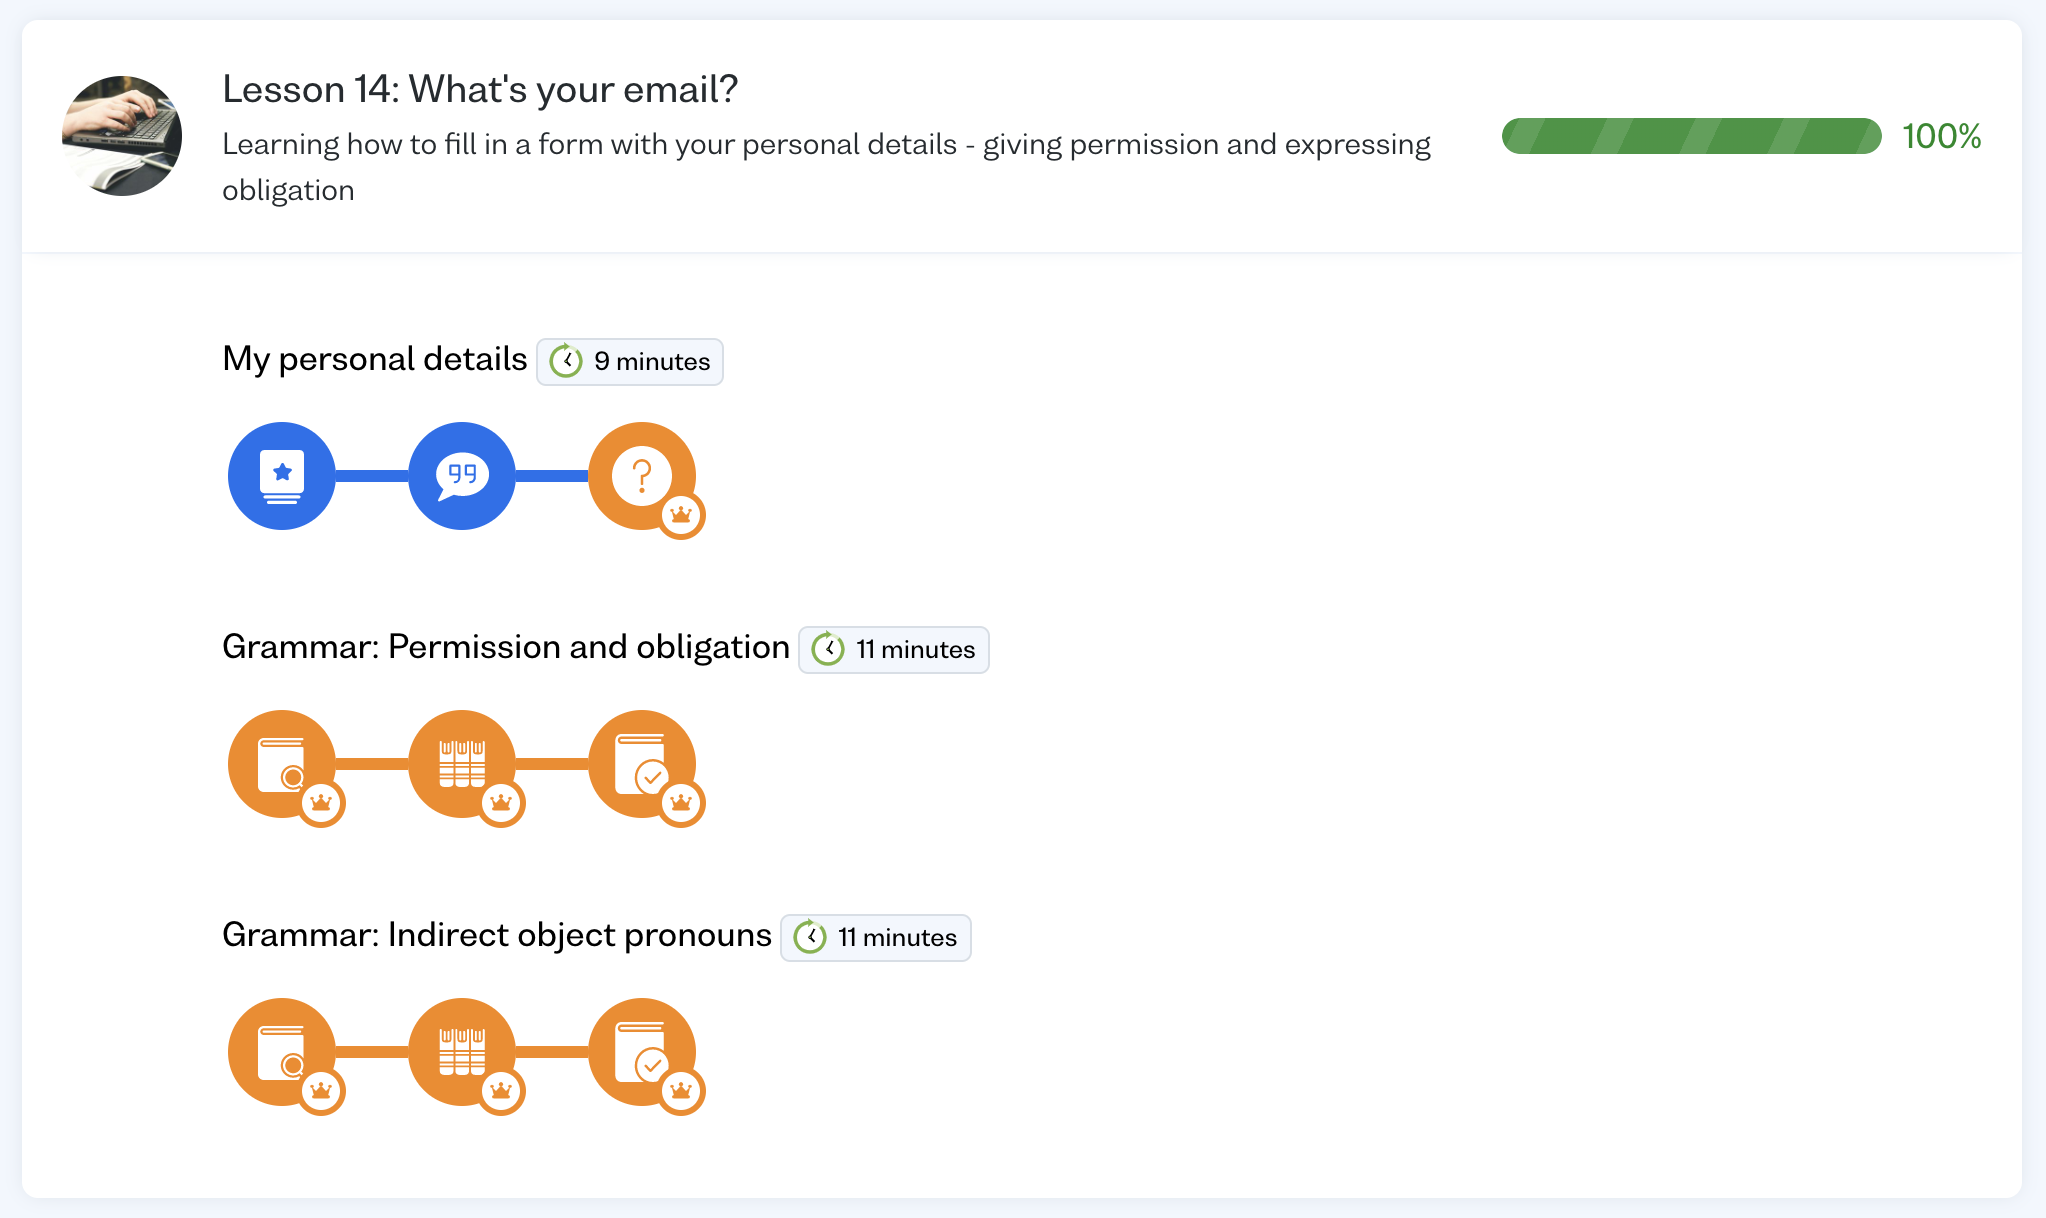 Lesson 14: What's your email?
Learning how to fill in a form with your personal details - giving permission and expressing
obligation
100%
My personal details 9 minutes
Grammar: Permission and obligation 11 minutes
Grammar: Indirect object pronouns 11 minutes